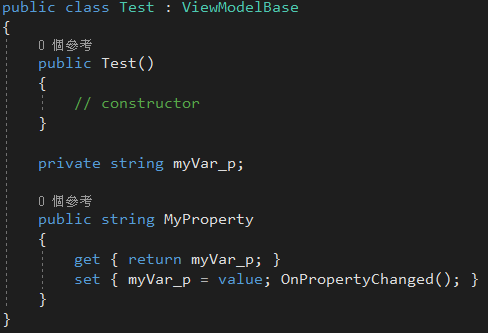 public class Test : ViewModelBase
{
0 個參考
public Test()
{
// constructor
}
private string myVar_p;
0 個參考
public string MyProperty
{
get { return myVar_p; }
set { myVar_p = value; OnPropertyChanged(); }
}
}